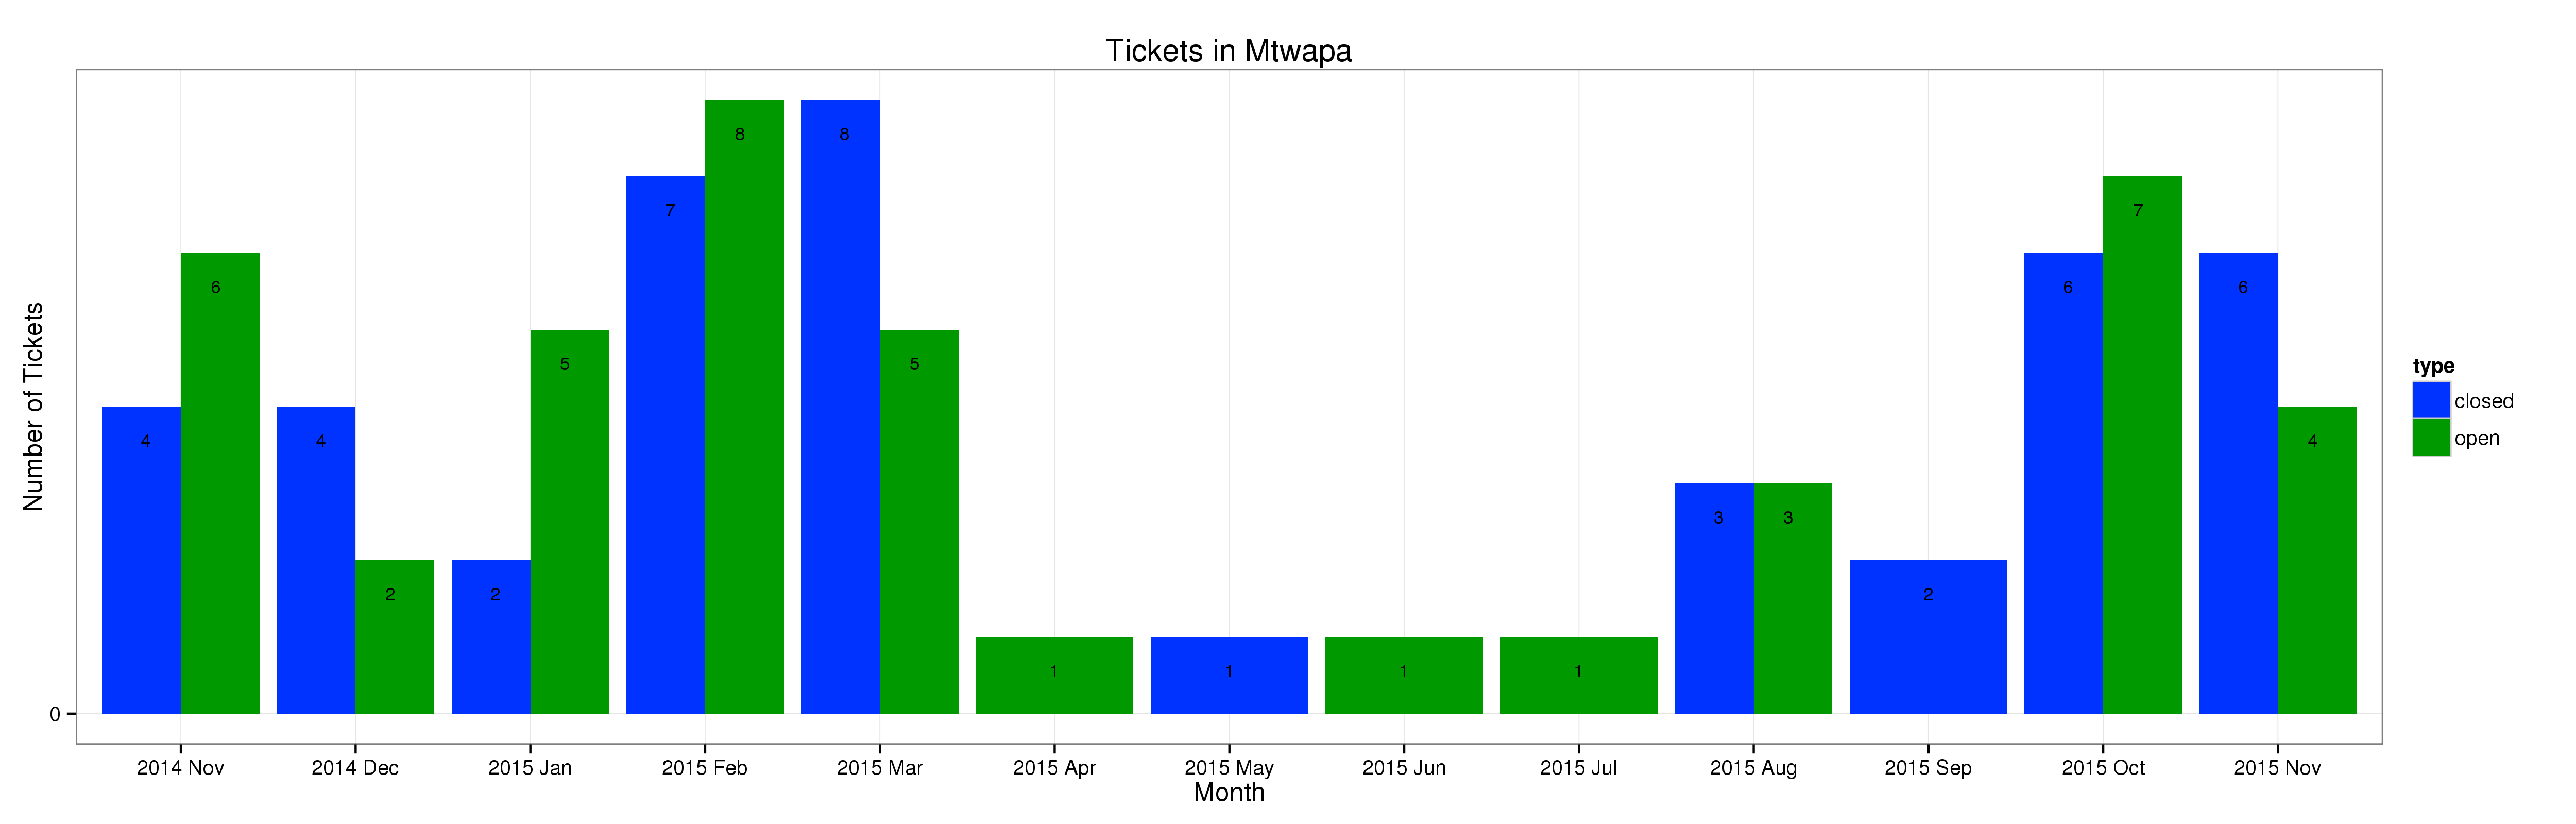 Tickets in Mtwapa
8 8
7 7
6 6 6
5 5
4 4 4
3 3
2 2 2
1 1 1 1
0
2014 Nov 2014 Dec 2015 Jan 2015 Feb 2015 Mar 2015 Apr 2015 May 2015 Jun 2015 Jul 2015 Aug 2015 Sep 2015 Oct 2015 Nov
Month
Number of Tickets
type
closed
open